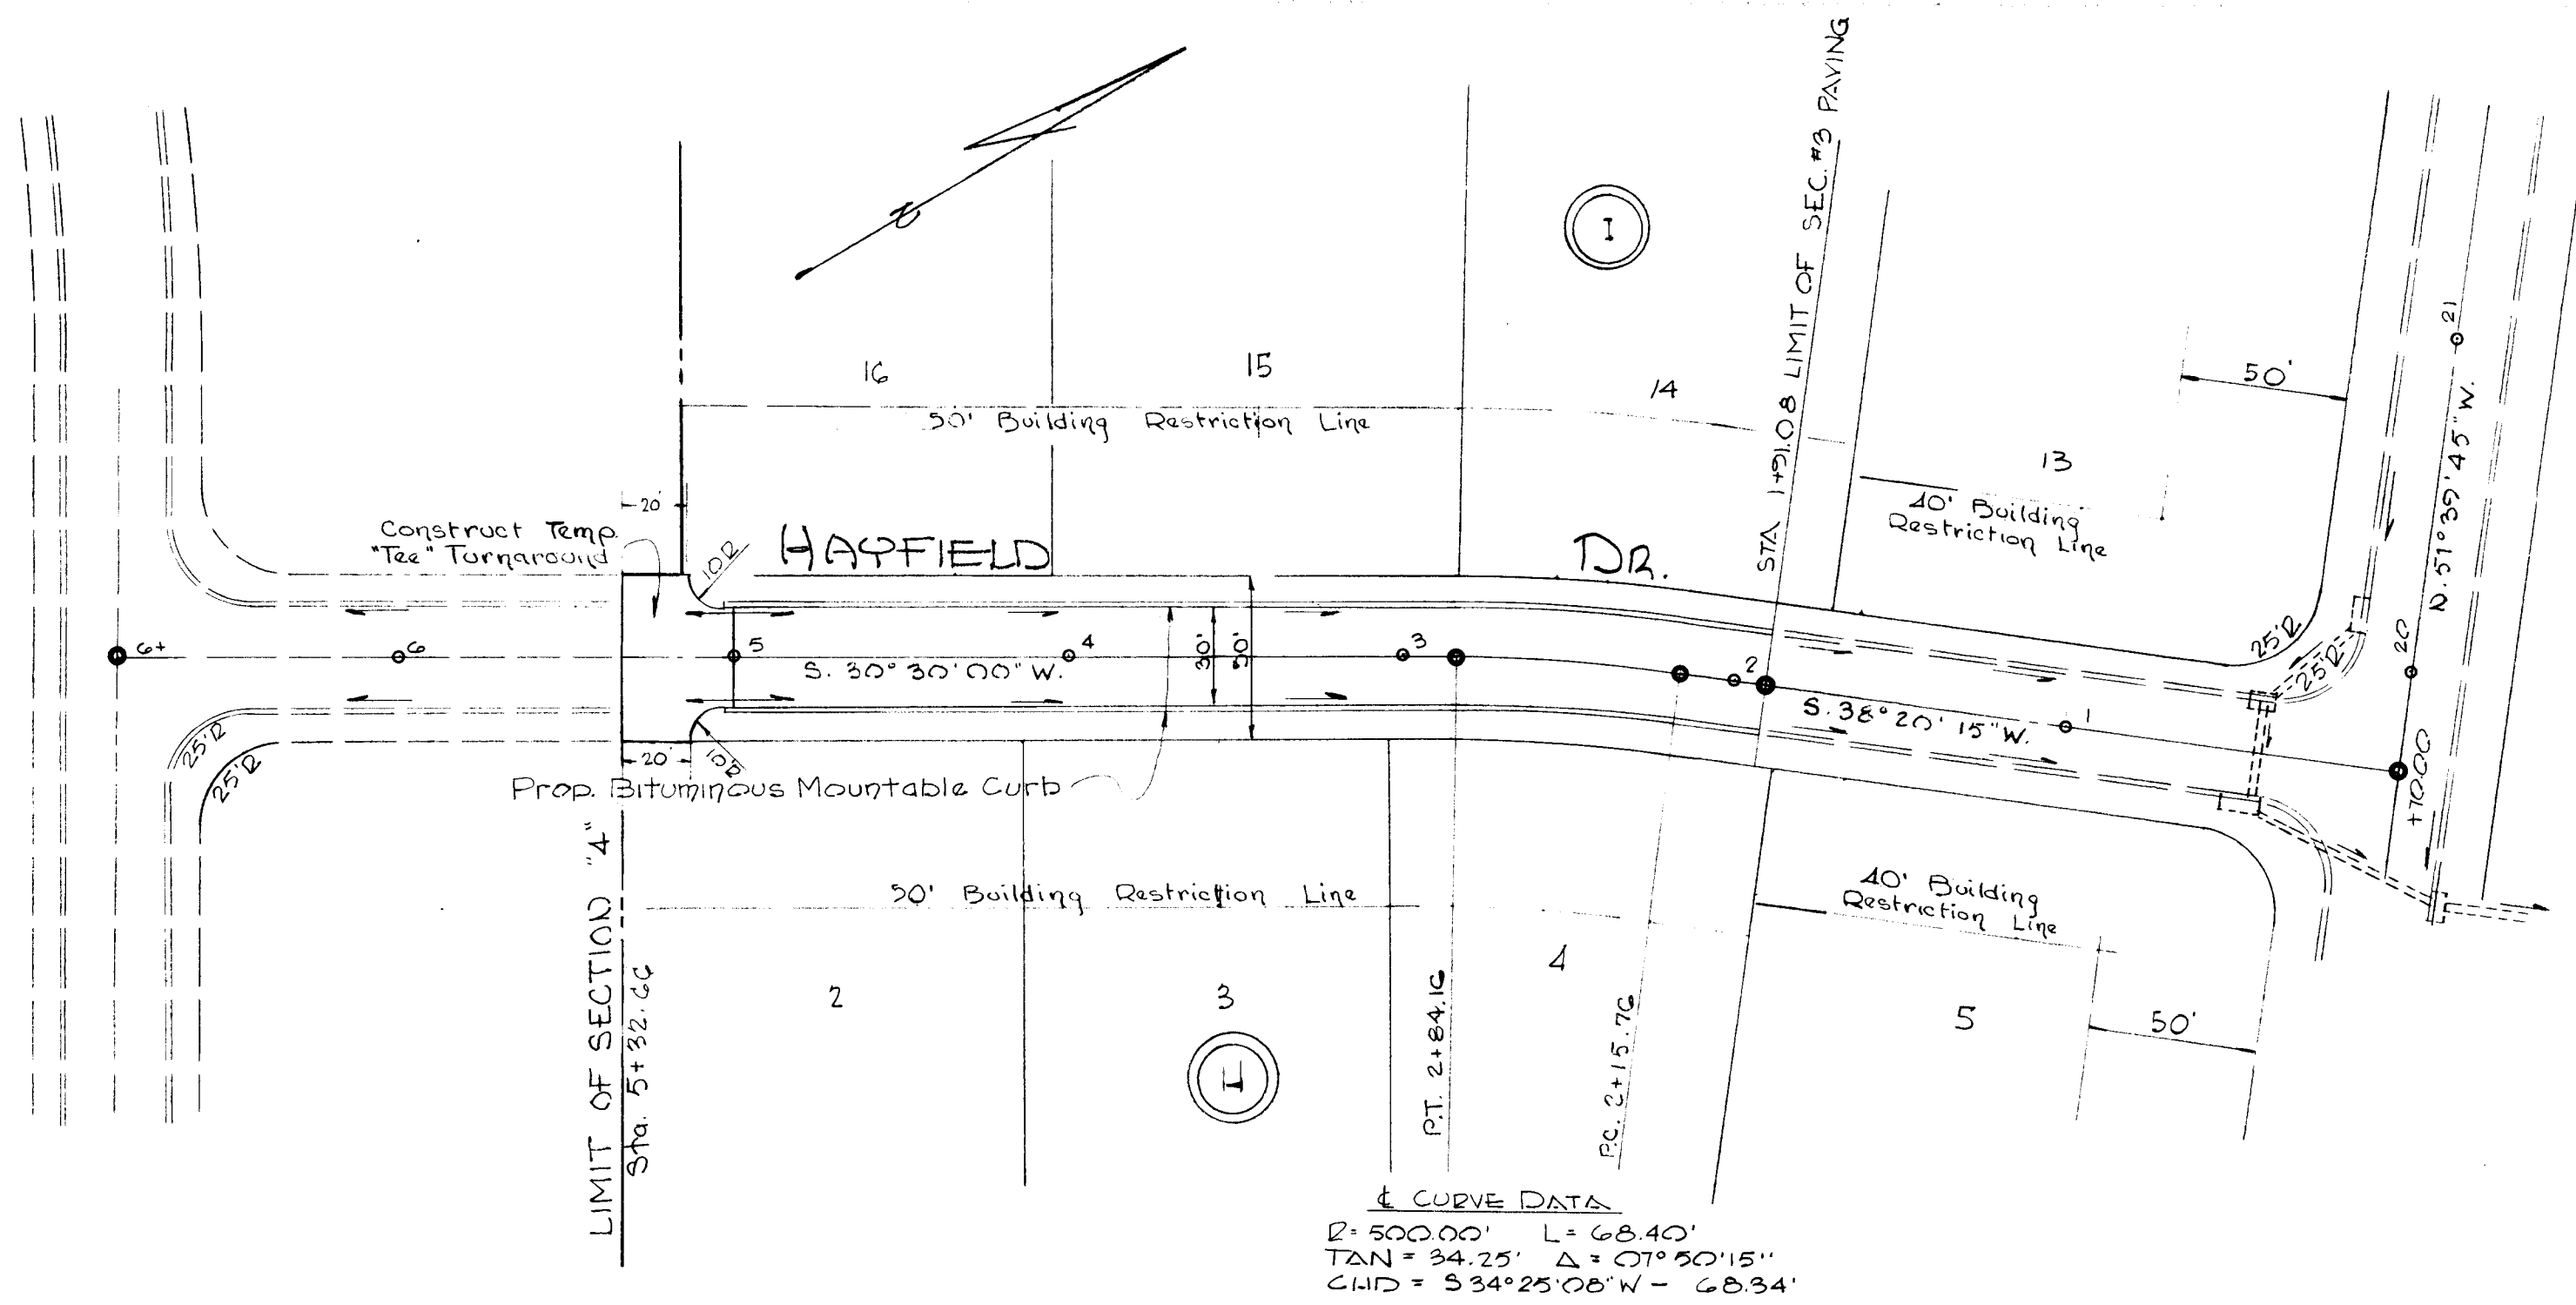 STA 1+91.08 LIMIT OF SEC. #3 PAVING
I
21
50'
16
15
14
13
50' Building Restriction Line
40' Building
Restriction Line
N. 51° 39' 45" W.
20'
Construct Temp.
"Tee" Turnaround
10R
HAYFIELD DR.
25'R
25'R
20
6+
6
5
4
3
2
1
S. 30° 30' 00" W.
30'
50'
S. 38° 20' 15" W.
+70.00
25'R
25'R
20'
10R
Prop. Bituminous Mountable Curb
50' Building Restriction Line
40' Building
Restriction Line
LIMIT OF SECTION "4"
Sta. 5+32.66
2
3
4
5
50'
P.T. 2+84.16
P.C. 2+15.76
℄ CURVE DATA
R= 500.00' L= 68.40'
TAN = 34.25' Δ = 07° 50' 15"
CHD = S 34° 25' 08" W - 68.34'